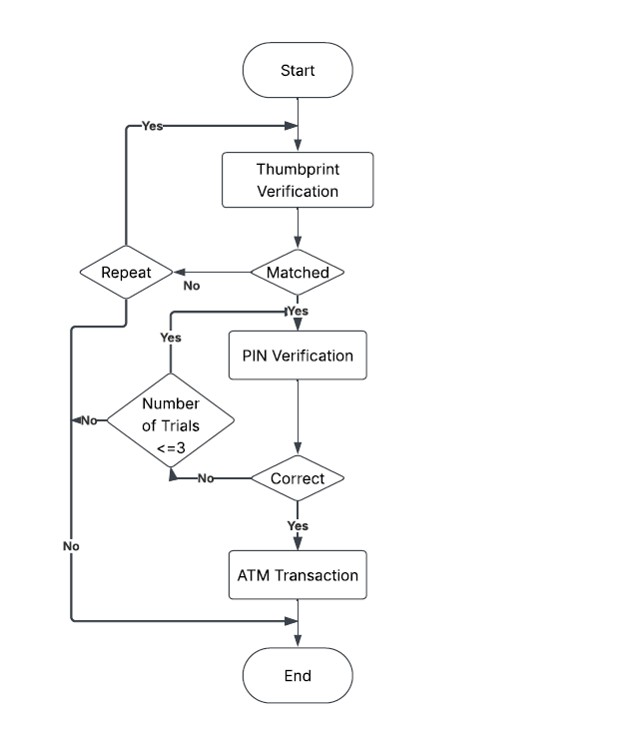 Start
Yes
Thumbprint
Verification
Repeat
Matched
No
Yes
Yes
PIN Verification
Number
of Trials
<=3
No
No
Correct
Yes
No
ATM Transaction
End